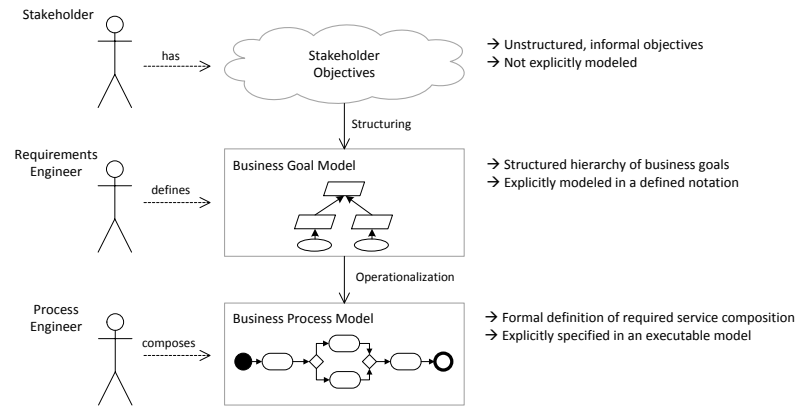 Stakeholder
has
Stakeholder
Objectives
→ Unstructured, informal objectives
→ Not explicitly modeled
Structuring
Requirements
Engineer
defines
Business Goal Model
→ Structured hierarchy of business goals
→ Explicitly modeled in a defined notation
Operationalization
Process
Engineer
composes
Business Process Model
→ Formal definition of required service composition
→ Explicitly specified in an executable model